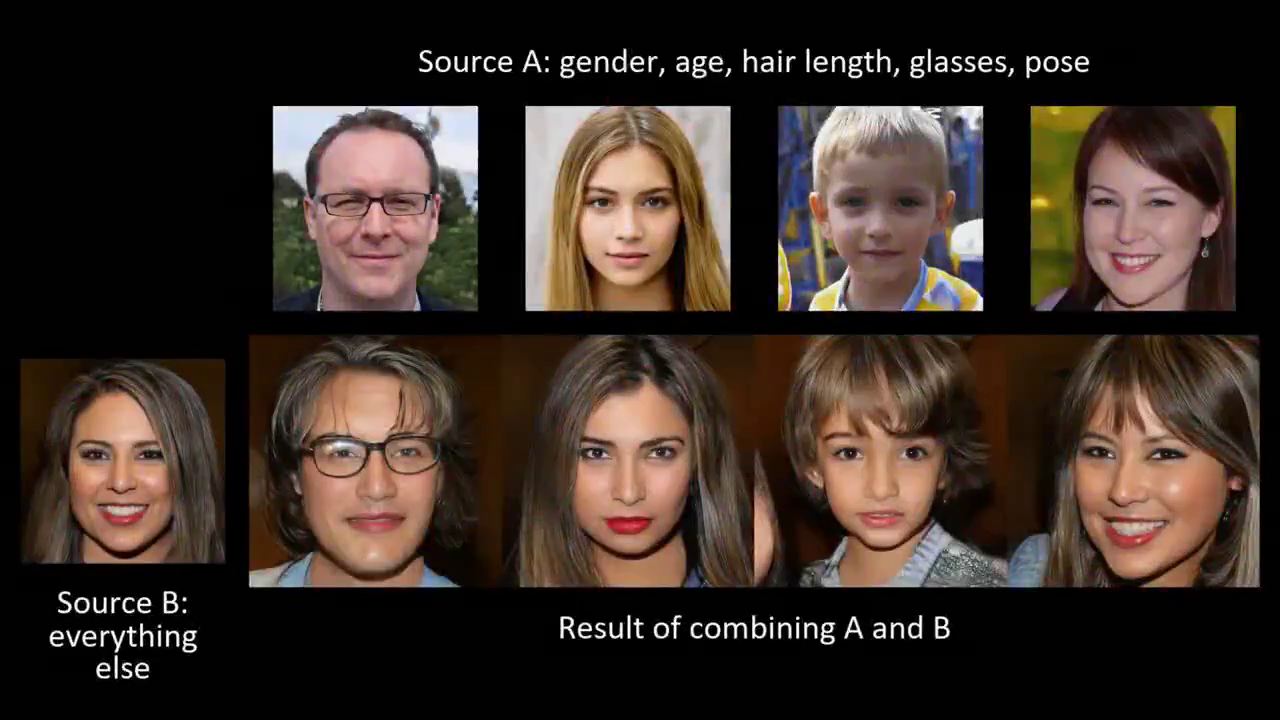 Source A: gender, age, hair length, glasses, pose
Source B:
everything
else
Result of combining A and B